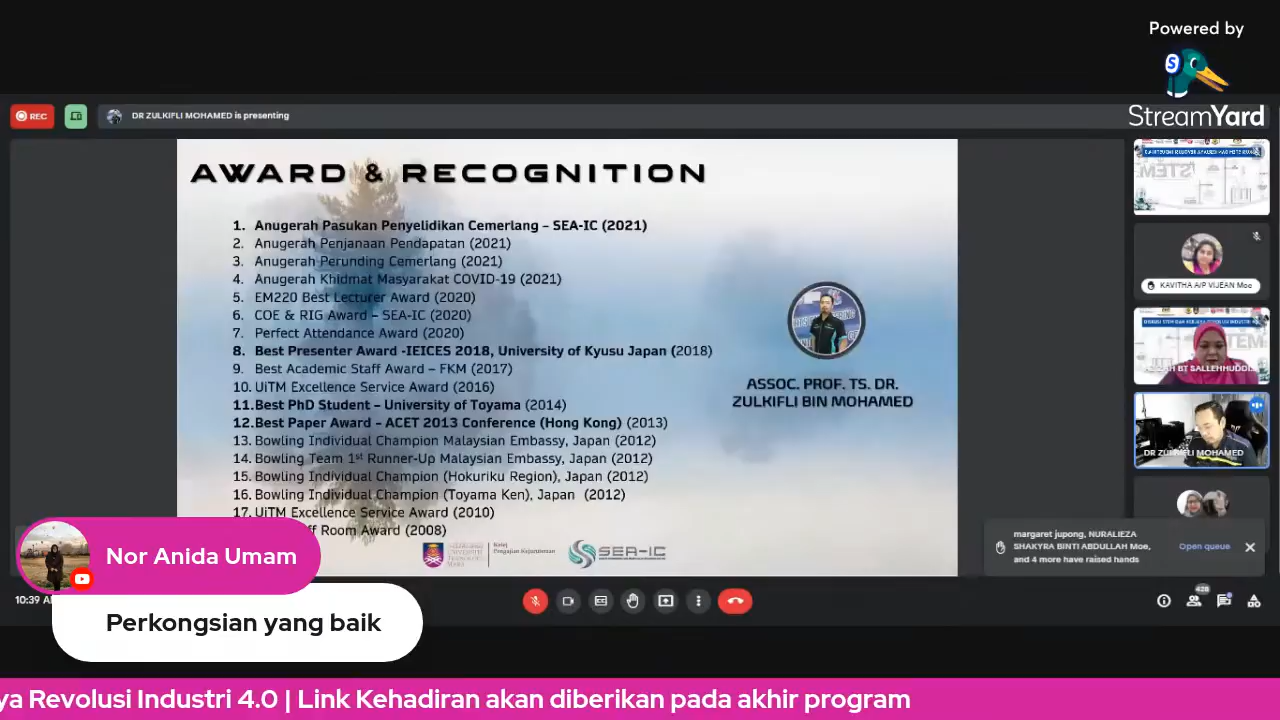 Powered by
StreamYard
REC
DR ZULKIFLI MOHAMED is presenting
AWARD & RECOGNITION
1. Anugerah Pasukan Penyelidikan Cemerlang – SEA-IC (2021)
2. Anugerah Penjanaan Pendapatan (2021)
3. Anugerah Perunding Cemerlang (2021)
4. Anugerah Khidmat Masyarakat COVID-19 (2021)
5. EM220 Best Lecturer Award (2020)
6. COE & RIG Award – SEA-IC (2020)
7. Perfect Attendance Award (2020)
8. Best Presenter Award -IEICES 2018, University of Kyusu Japan (2018)
9. Best Academic Staff Award – FKM (2017)
10. UiTM Excellence Service Award (2016)
11. Best PhD Student – University of Toyama (2014)
12. Best Paper Award – ACET 2013 Conference (Hong Kong) (2013)
13. Bowling Individual Champion Malaysian Embassy, Japan (2012)
14. Bowling Team 1st Runner-Up Malaysian Embassy, Japan (2012)
15. Bowling Individual Champion (Hokuriku Region), Japan (2012)
16. Bowling Individual Champion (Toyama Ken), Japan (2012)
17. UiTM Excellence Service Award (2010)
Room Award (2008)
ASSOC. PROF. TS. DR.
ZULKIFLI BIN MOHAMED
SEA-IC
STEM
KAVITHA A/P VIJEAN Moe
BT SALLEHHUDDIN
DR ZULKIFLI MOHAMED
margaret jupong, NURALIEZA
SHAKYRA BINTI ABDULLAH Moe,
and 4 more have raised hands
Open queue
10:39
428
Nor Anida Umam
Perkongsian yang baik
ya Revolusi Industri 4.0 | Link Kehadiran akan diberikan pada akhir program